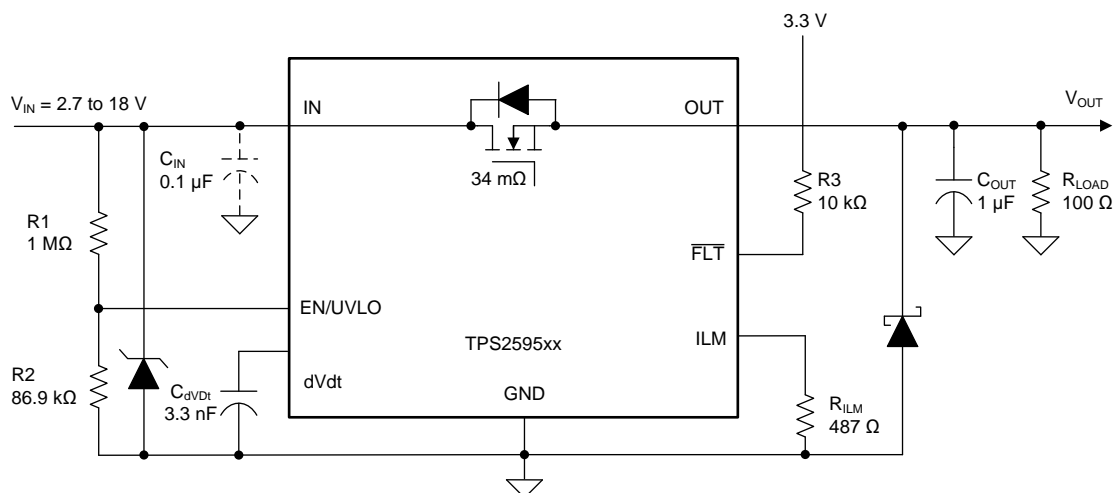 3.3 V
V_IN = 2.7 to 18 V
IN
OUT
V_OUT
C_IN
0.1 µF
34 mΩ
R3
10 kΩ
C_OUT
1 µF
R_LOAD
100 Ω
R1
1 MΩ
FLT
EN/UVLO
TPS2595xx
ILM
R2
86.9 kΩ
C_dVDt
3.3 nF
dVdt
GND
R_ILM
487 Ω